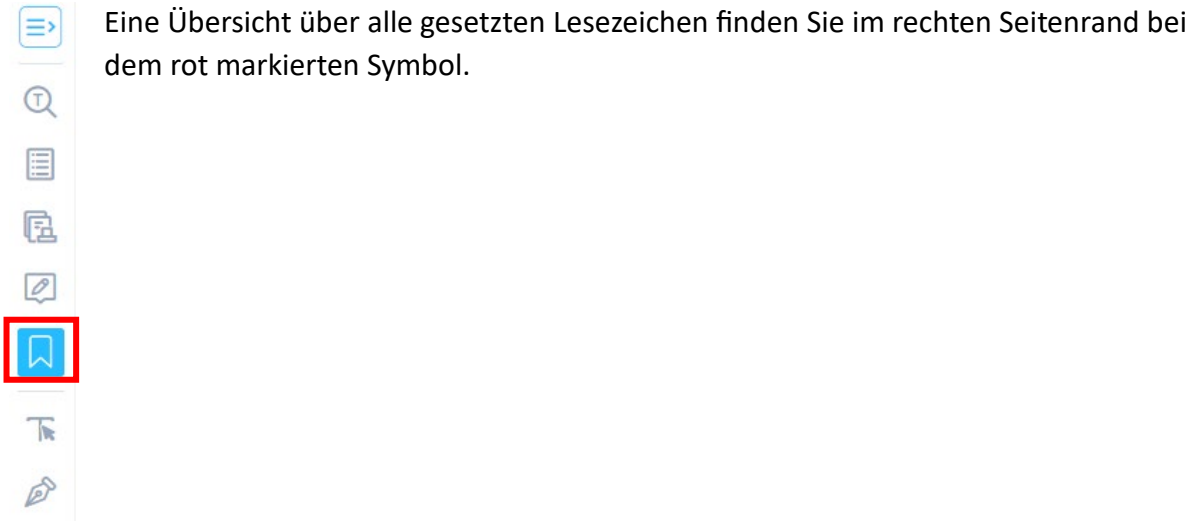 Eine Übersicht über alle gesetzten Lesezeichen finden Sie im rechten Seitenrand bei
dem rot markierten Symbol.